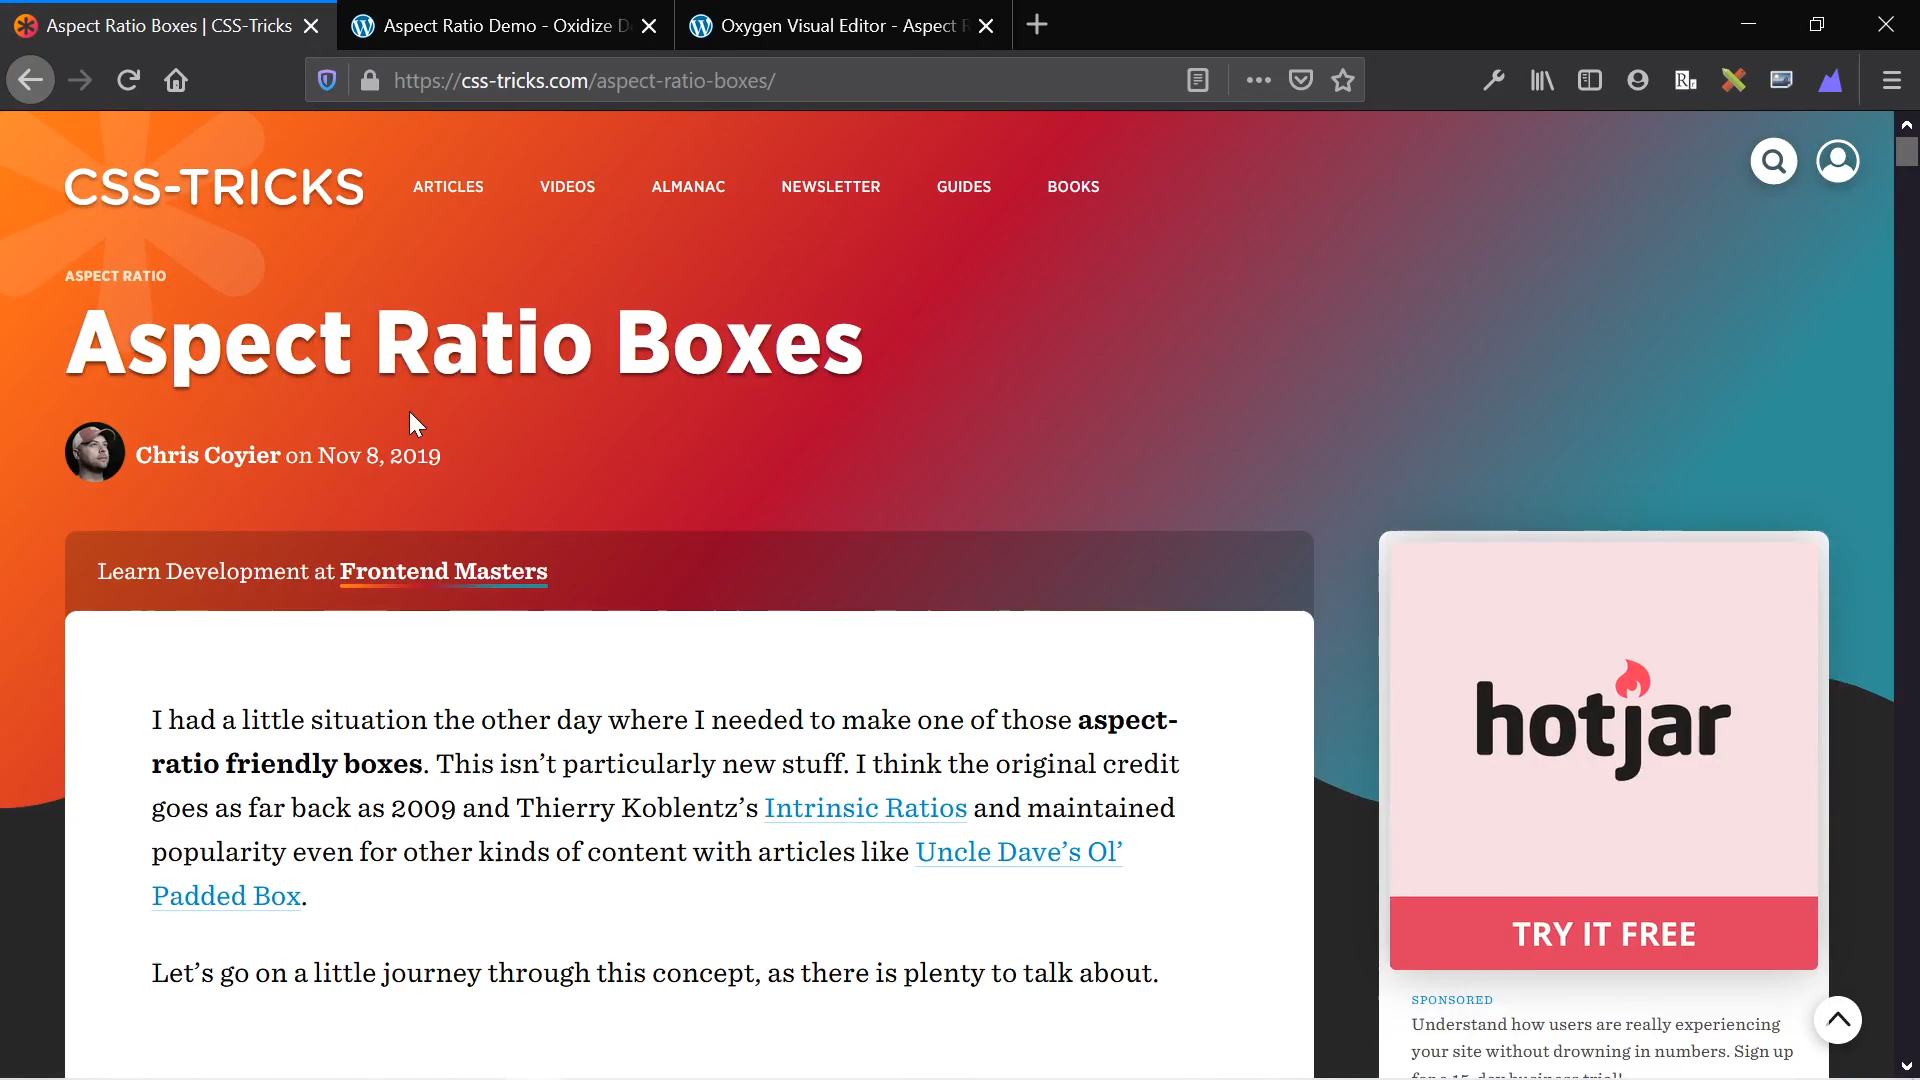 Aspect Ratio Boxes | CSS-Tricks
Aspect Ratio Demo - Oxidize D
Oxygen Visual Editor - Aspect R
https://css-tricks.com/aspect-ratio-boxes/
CSS-TRICKS
ARTICLES VIDEOS ALMANAC NEWSLETTER GUIDES BOOKS
ASPECT RATIO
Aspect Ratio Boxes
Chris Coyier on Nov 8, 2019
Learn Development at Frontend Masters
I had a little situation the other day where I needed to make one of those aspect-
ratio friendly boxes. This isn’t particularly new stuff. I think the original credit
goes as far back as 2009 and Thierry Koblentz’s Intrinsic Ratios and maintained
popularity even for other kinds of content with articles like Uncle Dave’s Ol’
Padded Box.
Let’s go on a little journey through this concept, as there is plenty to talk about.
hotjar
TRY IT FREE
SPONSORED
Understand how users are really experiencing
your site without drowning in numbers. Sign up